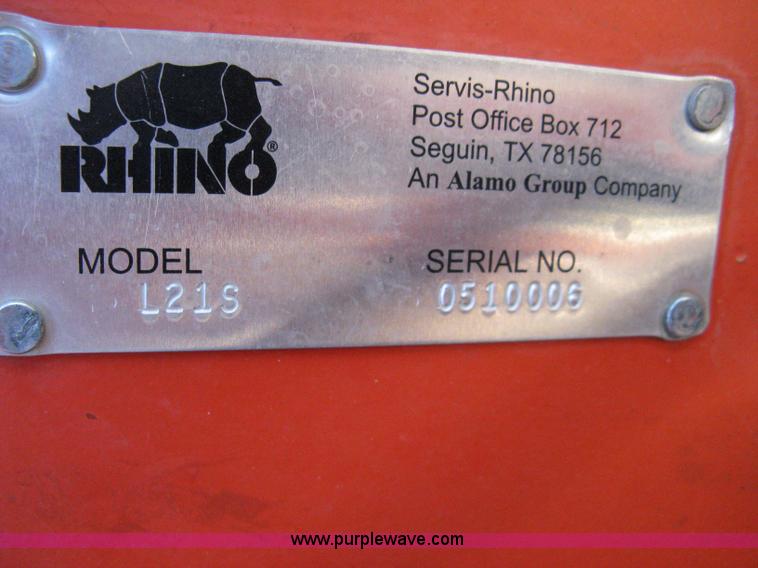 RHINO®
Servis-Rhino
Post Office Box 712
Seguin, TX 78156
An Alamo Group Company
MODEL
L21S
SERIAL NO.
0510006
www.purplewave.com